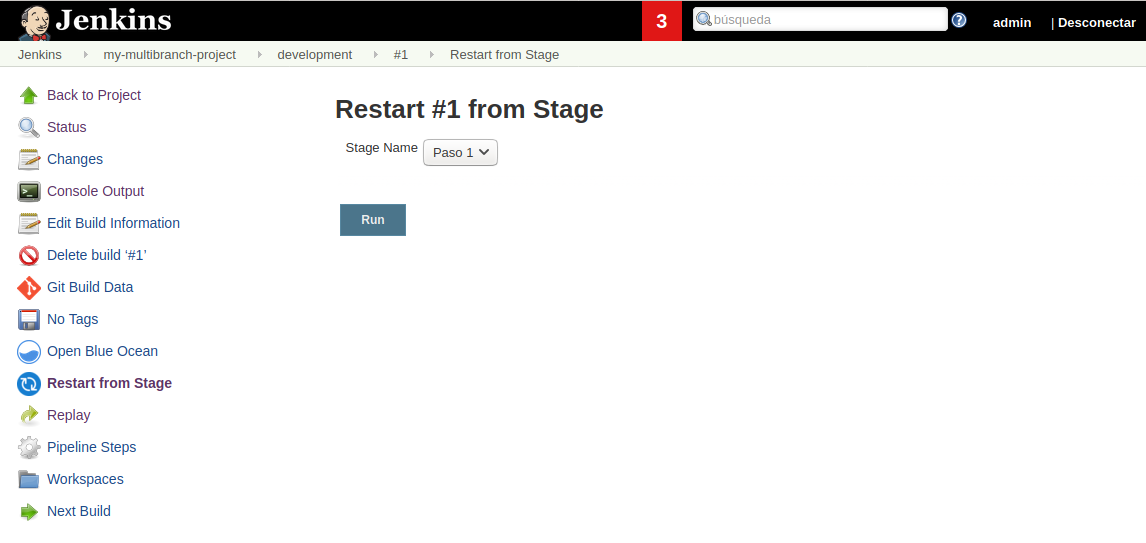 Jenkins
3
búsqueda
?
admin
| Desconectar
Jenkins
my-multibranch-project
development
#1
Restart from Stage
Back to Project
Status
Changes
Console Output
Edit Build Information
Delete build ‘#1’
Git Build Data
No Tags
Open Blue Ocean
Restart from Stage
Replay
Pipeline Steps
Workspaces
Next Build
Restart #1 from Stage
Stage Name
Paso 1
Run